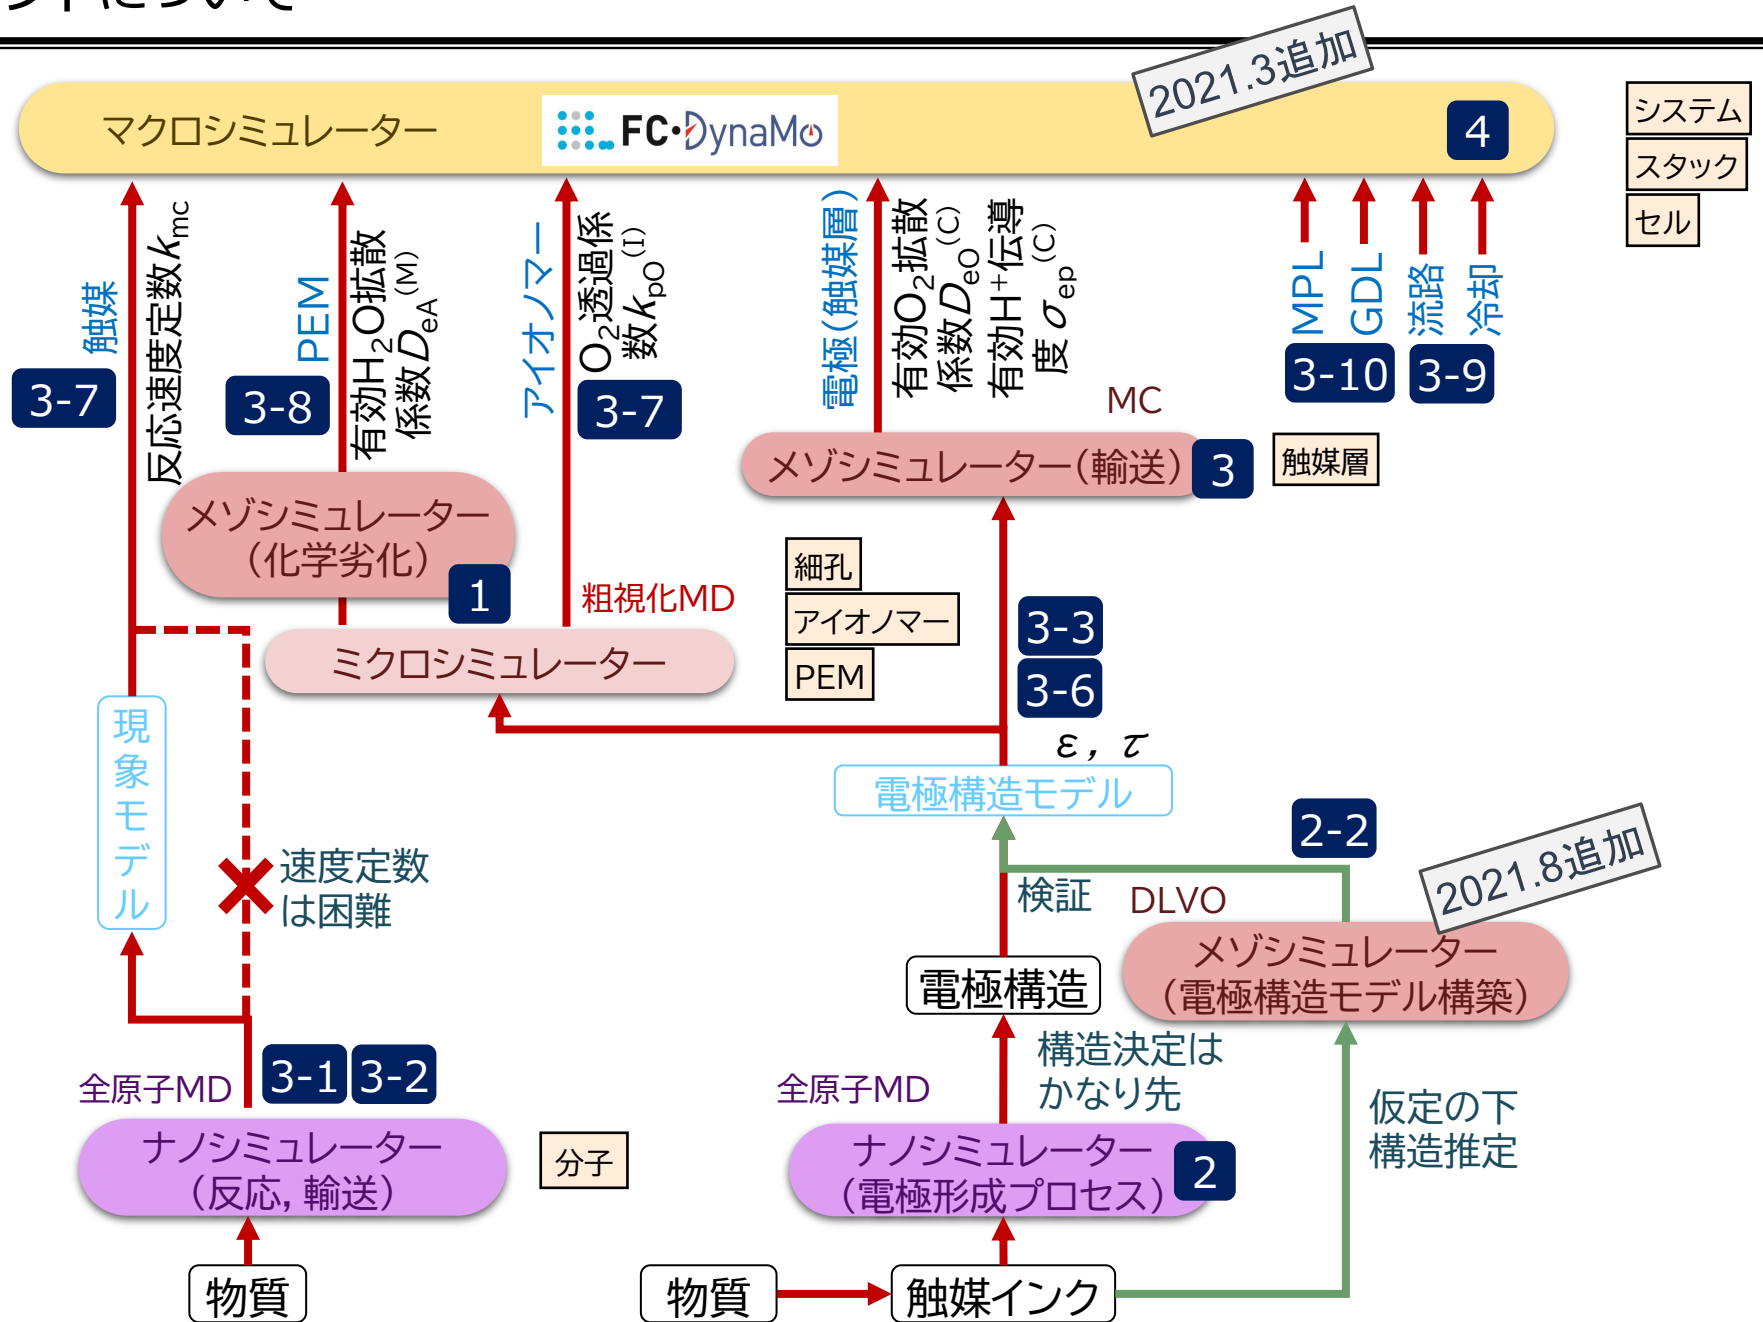 ットについて
2021.3追加
マクロシミュレーター
FC・DynaMo
4
システム
スタック
セル
触媒
反応速度定数kmc
3-7
PEM
有効H2O拡散
係数DeA(M)
3-8
アイオノマー
O2透過係
数kpO(I)
3-7
電極(触媒層)
有効O2拡散
係数DeO(C)
有効H+伝導
度σep(C)
MPL
GDL
流路
冷却
3-10
3-9
MC
メゾシミュレーター(輸送)
3
触媒層
メゾシミュレーター
(化学劣化)
1
粗視化MD
ミクロシミュレーター
細孔
アイオノマー
PEM
3-3
3-6
ε, τ
現象モデル
電極構造モデル
速度定数
は困難
検証
2-2
2021.8追加
DLVO
メゾシミュレーター
(電極構造モデル構築)
電極構造
構造決定は
かなり先
全原子MD
3-1
3-2
全原子MD
仮定の下
構造推定
ナノシミュレーター
(反応, 輸送)
分子
ナノシミュレーター
(電極形成プロセス)
2
物質
物質
触媒インク